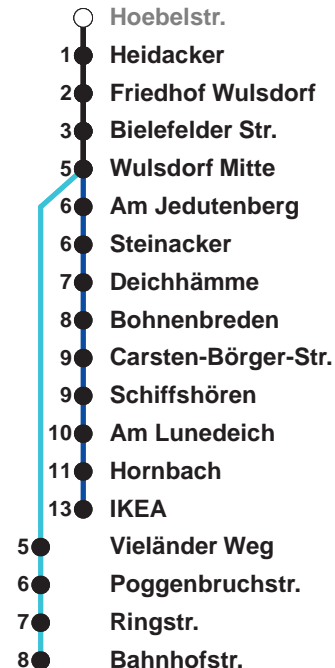 Hoebelstr.
1 Heidacker
2 Friedhof Wulsdorf
3 Bielefelder Str.
5 Wulsdorf Mitte
6 Am Jedutenberg
6 Steinacker
7 Deichhämme
8 Bohnenbreden
9 Carsten-Börger-Str.
9 Schiffshören
10 Am Lunedeich
11 Hornbach
13 IKEA
5 Vieländer Weg
6 Poggenbruchstr.
7 Ringstr.
8 Bahnhofstr.